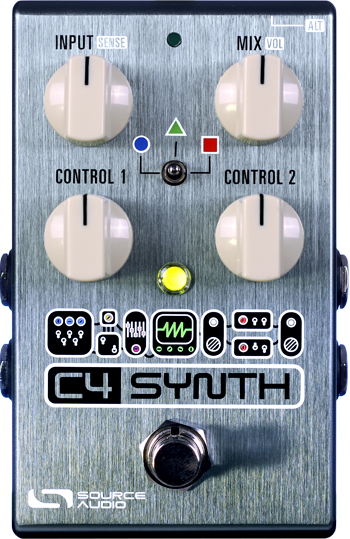 ALT
INPUT SENSE
MIX VOL
CONTROL 1
CONTROL 2
C4 SYNTH
SOURCE
AUDIO